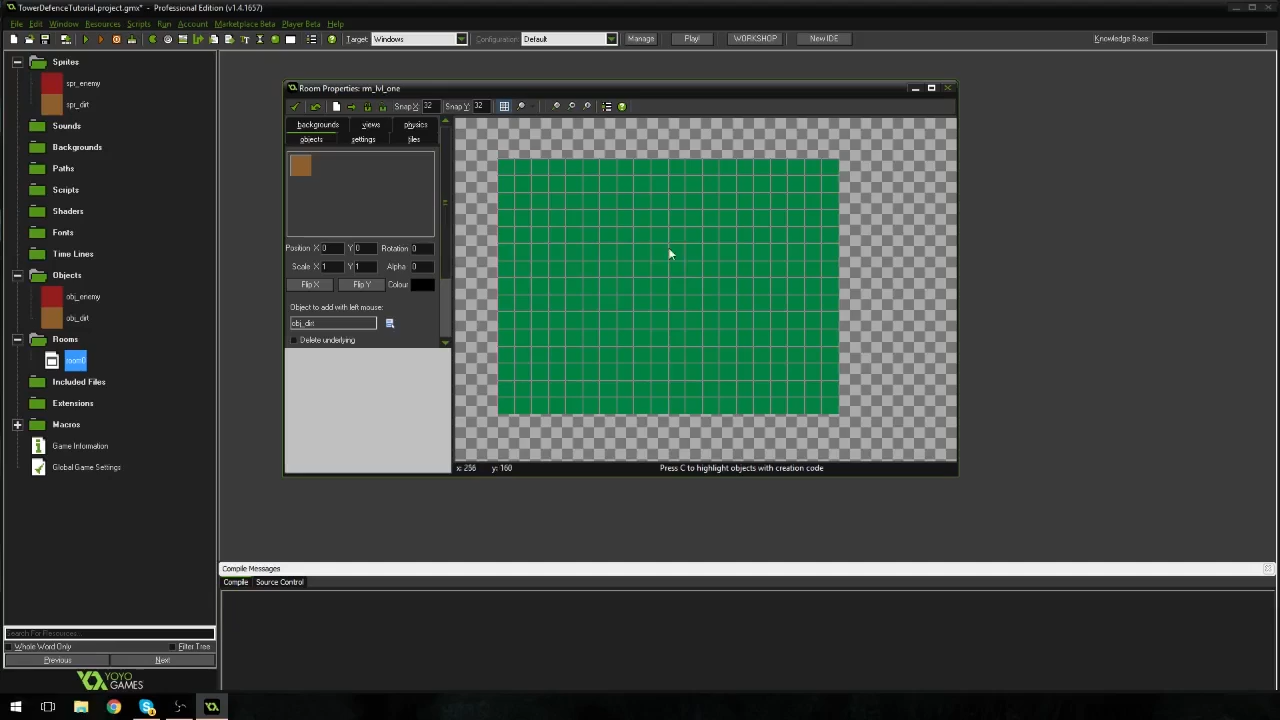 TowerDefenceTutorial.project.gmx* - Professional Edition (v1.4.1657)
File Edit Window Resources Scripts Run Account Marketplace Beta Player Beta Help
Target: Windows Configuration: Default Manage Play! WORKSHOP New IDE Knowledge Base:
Sprites
spr_enemy
spr_dirt
Sounds
Backgrounds
Paths
Scripts
Shaders
Fonts
Time Lines
Objects
obj_enemy
obj_dirt
Rooms
room0
Included Files
Extensions
Macros
Game Information
Global Game Settings
Search For Resources...
Whole Word Only Filter Tree
Previous Next
YOYO
GAMES
Room Properties: rm_lvl_one
Snap X: 32 Snap Y: 32
backgrounds views physics
objects settings tiles
Position X 0 Y 0 Rotation 0
Scale X 1 Y 1 Alpha 0
Flip X Flip Y Colour
Object to add with left mouse:
obj_dirt
Delete underlying
x: 256 y: 160 Press C to highlight objects with creation code
Compile Messages
Compile Source Control